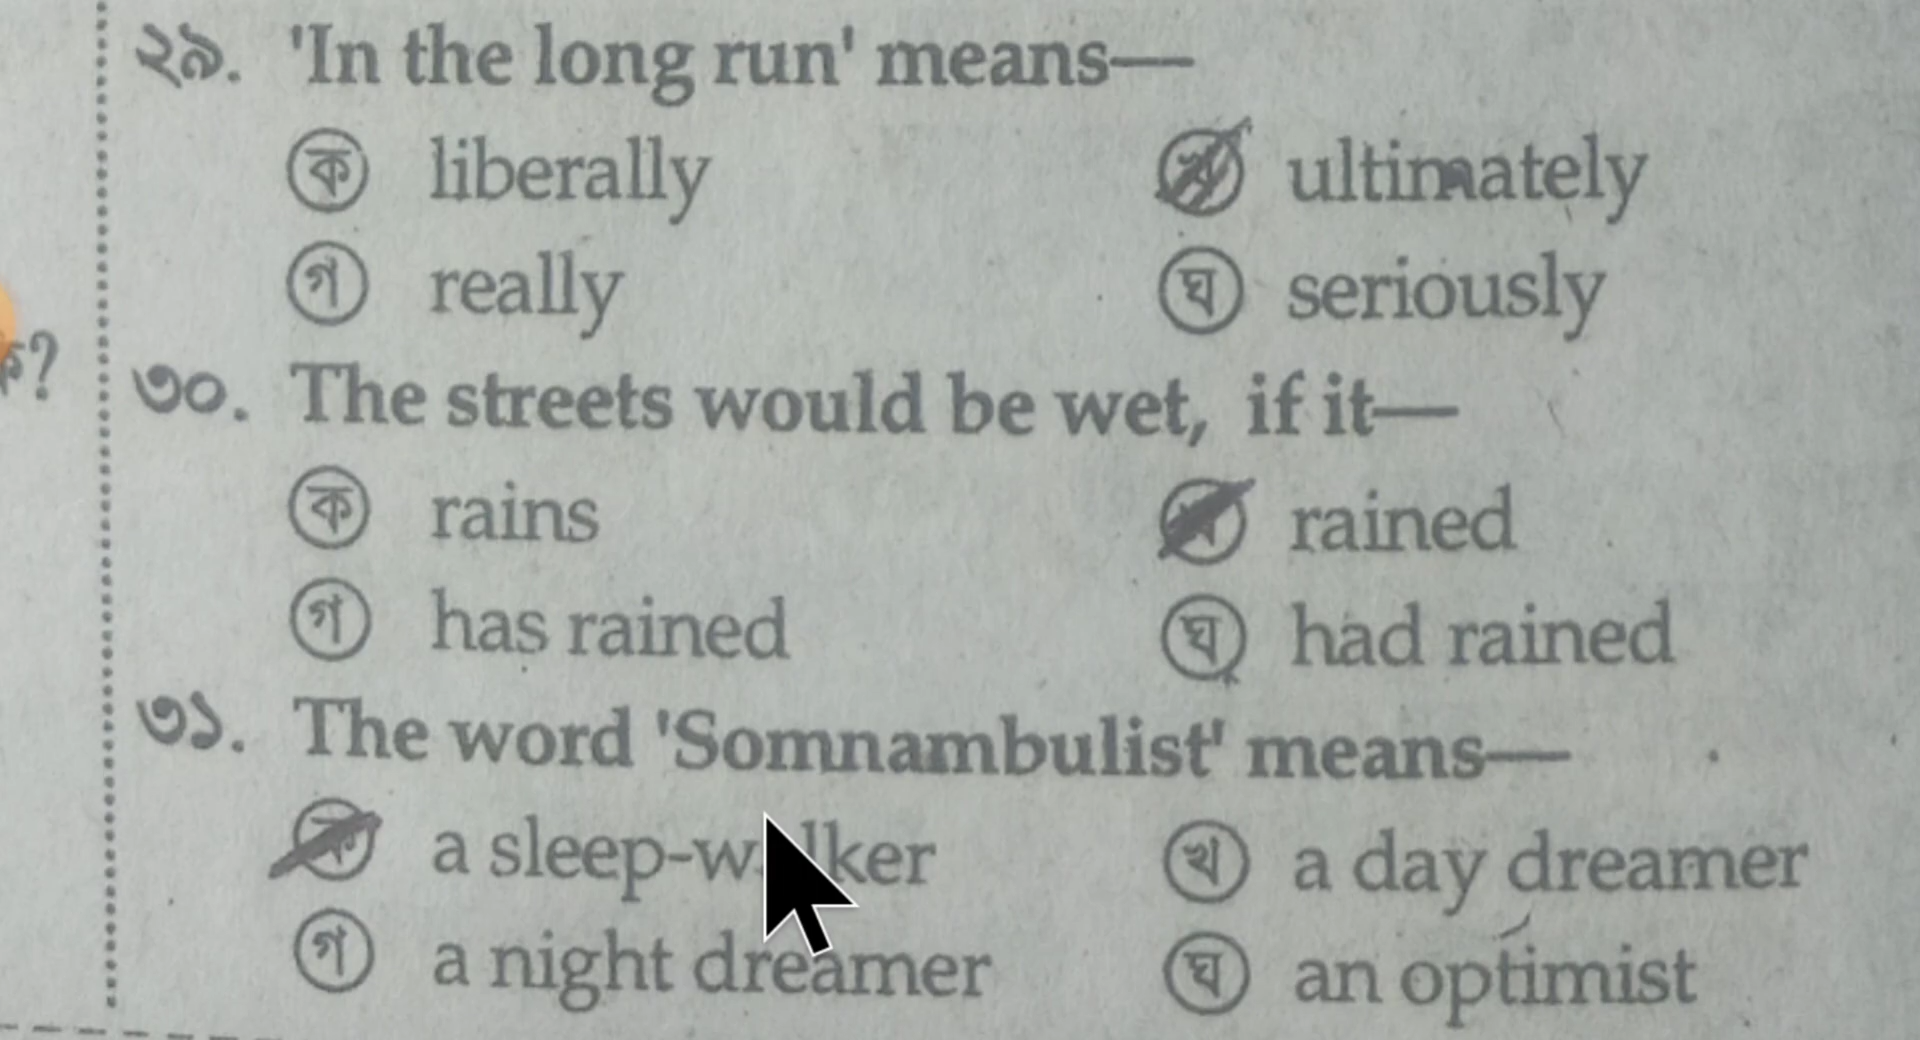 ২৯. 'In the long run' means—
ক liberally খ ultimately
গ really ঘ seriously
?
৩০. The streets would be wet, if it—
ক rains খ rained
গ has rained ঘ had rained
৩১. The word 'Somnambulist' means—
ক a sleep-walker খ a day dreamer
গ a night dreamer ঘ an optimist